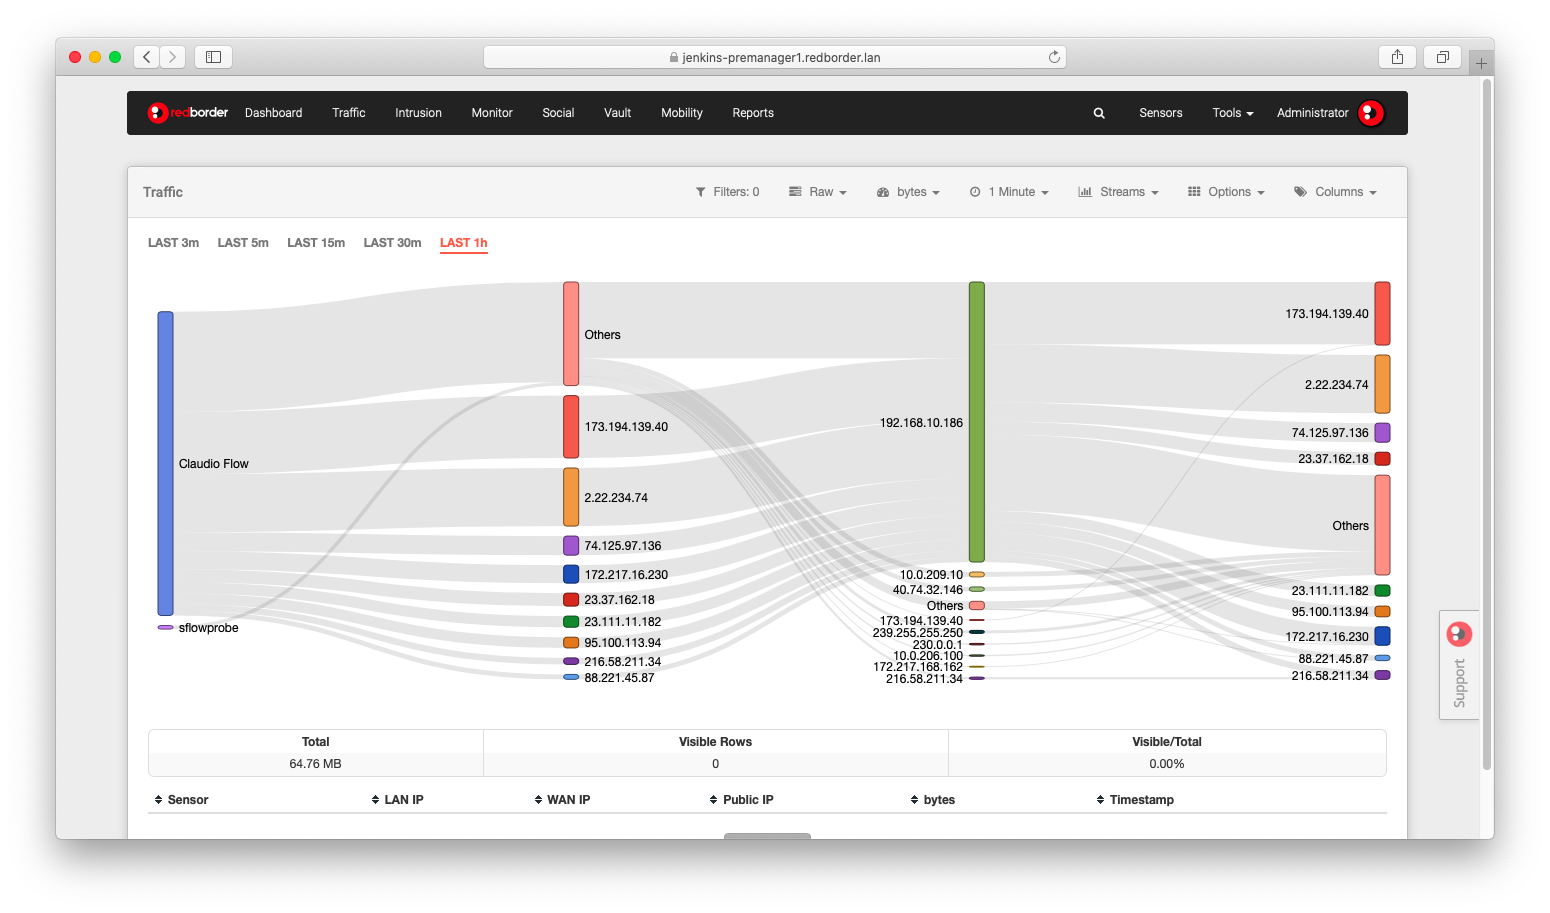 jenkins-premanager1.redborder.lan
redborder Dashboard Traffic Intrusion Monitor Social Vault Mobility Reports Sensors Tools Administrator
Traffic Filters: 0 Raw bytes 1 Minute Streams Options Columns
LAST 3m LAST 5m LAST 15m LAST 30m LAST 1h
Claudio Flow
sflowprobe
Others
173.194.139.40
2.22.234.74
74.125.97.136
172.217.16.230
23.37.162.18
23.111.11.182
95.100.113.94
216.58.211.34
88.221.45.87
192.168.10.186
10.0.209.10
40.74.32.146
Others
173.194.139.40
239.255.255.250
230.0.0.1
10.0.206.100
172.217.168.162
216.58.211.34
173.194.139.40
2.22.234.74
74.125.97.136
23.37.162.18
Others
23.111.11.182
95.100.113.94
172.217.16.230
88.221.45.87
216.58.211.34
Support
Total Visible Rows Visible/Total
64.76 MB 0 0.00%
Sensor LAN IP WAN IP Public IP bytes Timestamp